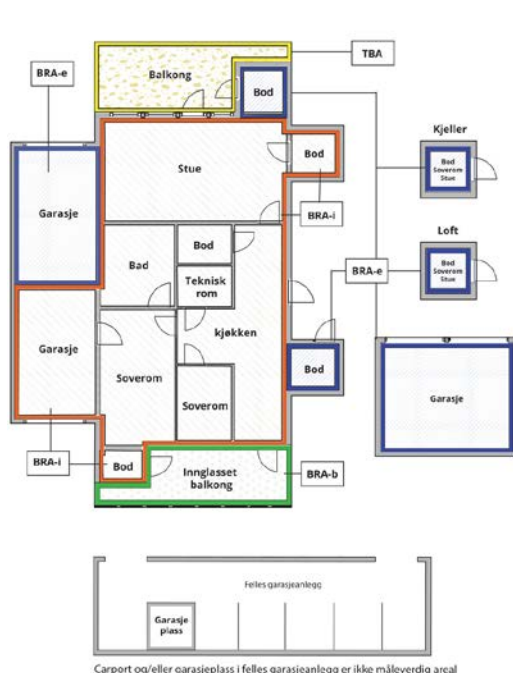 TBA
BRA-e
Balkong
Bod
Kjeller
Bod
Soverom
Stue
Stue
Bod
BRA-i
Garasje
Loft
Bod
Soverom
Stue
Bad
Bod
Teknisk
rom
BRA-e
kjøkken
Garasje
Soverom
Soverom
Bod
Garasje
BRA-i
Bod
Innglasset
balkong
BRA-b
Felles garasjeanlegg
Garasje
plass
Carport og/eller garasjeplass i felles garasjeanlegg er ikke måleverdig areal